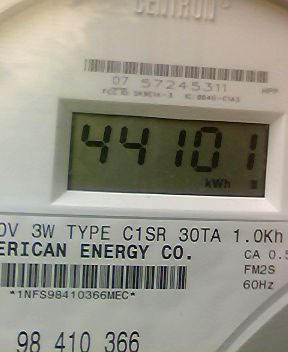 CENTRON®
07 57245311
44101
kWh
0V 3W TYPE C1SR 30TA 1.0Kh
ERICAN ENERGY CO.
CA 0.5
FM2S
60Hz
*1NFS98410366MEC*
98 410 366